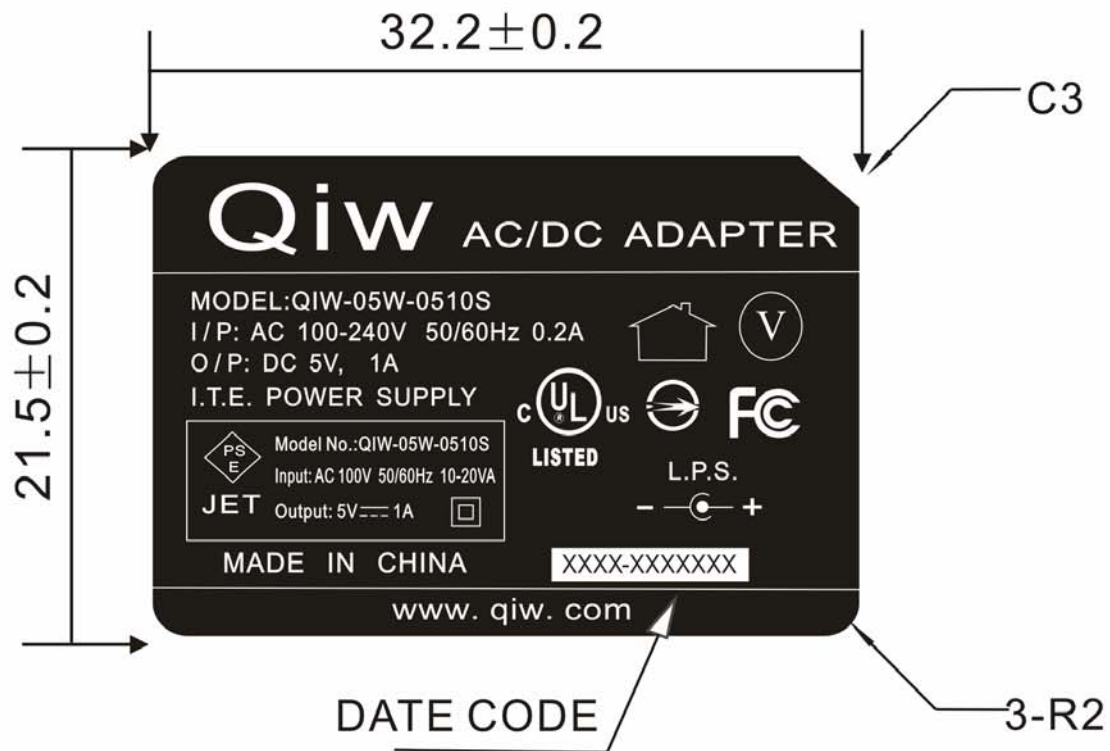 32.2±0.2
C3
21.5±0.2
Qiw AC/DC ADAPTER
MODEL:QIW-05W-0510S
I/P: AC 100-240V 50/60Hz 0.2A
O/P: DC 5V, 1A
I.T.E. POWER SUPPLY
V
C UL ® US
LISTED
FC
PS
E
JET
Model No.:QIW-05W-0510S
Input: AC 100V 50/60Hz 10-20VA
Output: 5V⎓1A
L.P.S.
- +
MADE IN CHINA
XXXX-XXXXXXX
www. qiw. com
DATE CODE
3-R2